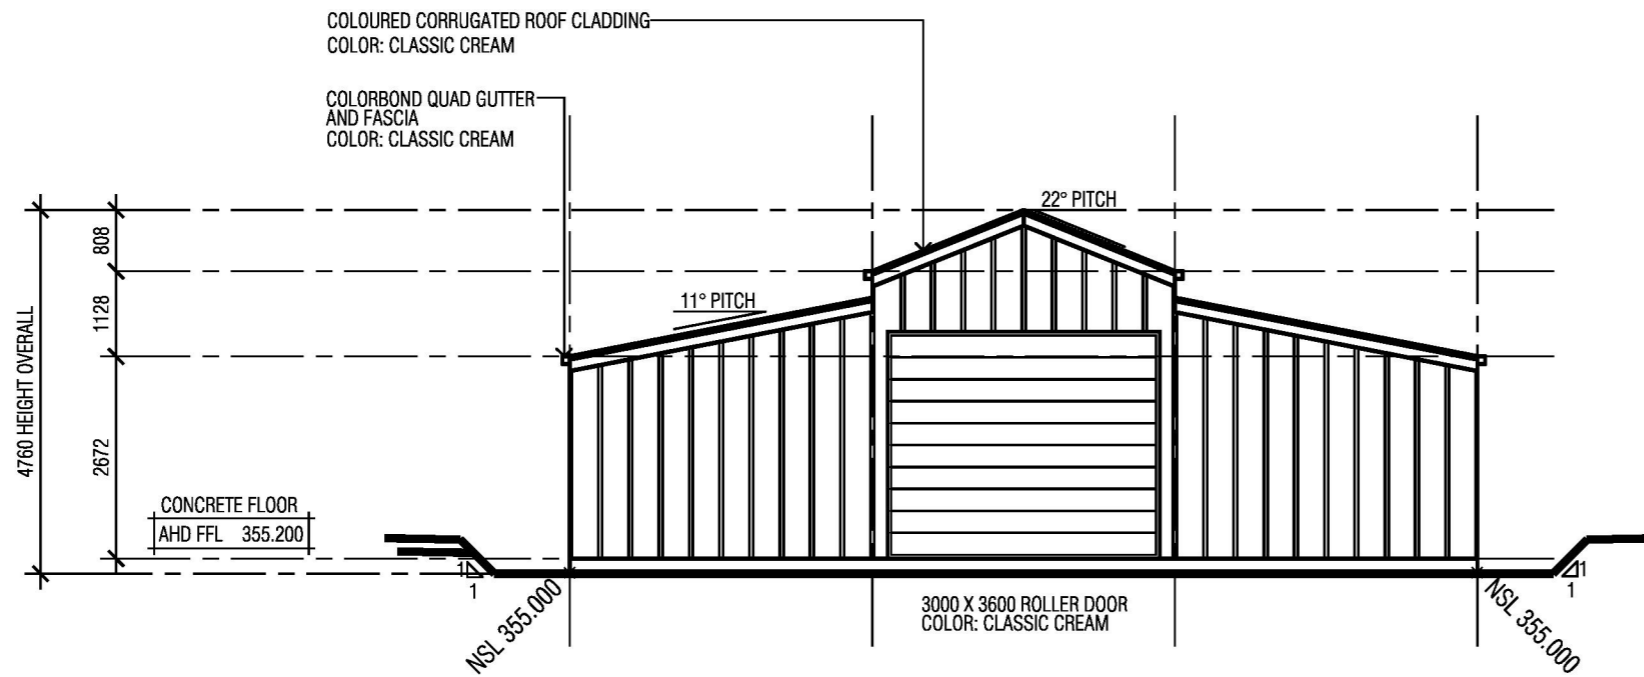 COLOURED CORRUGATED ROOF CLADDING
COLOR: CLASSIC CREAM
COLORBOND QUAD GUTTER
AND FASCIA
COLOR: CLASSIC CREAM
22° PITCH
808
11° PITCH
1128
4760 HEIGHT OVERALL
2672
CONCRETE FLOOR
AHD FFL 355.200
1
1
1
1
NSL 355.000
3000 X 3600 ROLLER DOOR
COLOR: CLASSIC CREAM
NSL 355.000